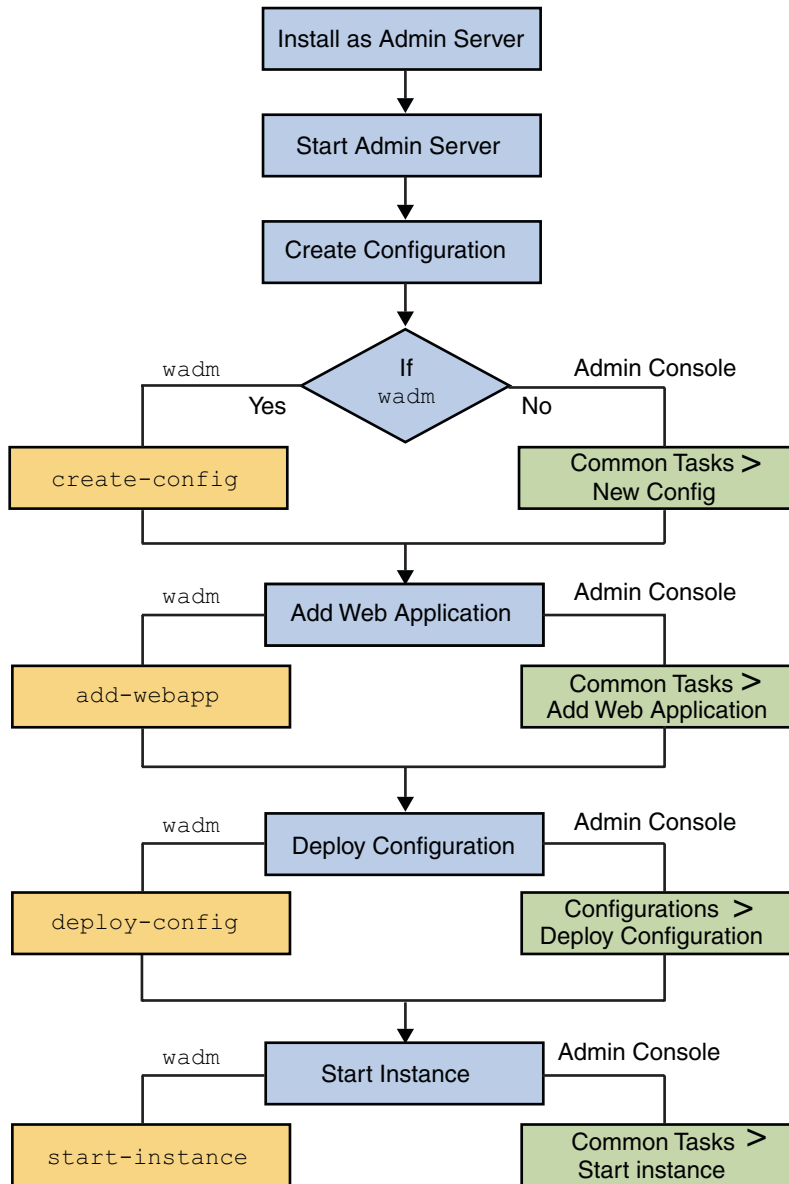 Install as Admin Server
Start Admin Server
Create Configuration
If
wadm
wadm
Yes
No
Admin Console
create-config
Common Tasks >
New Config
wadm
Add Web Application
Admin Console
add-webapp
Common Tasks >
Add Web Application
wadm
Deploy Configuration
Admin Console
deploy-config
Configurations >
Deploy Configuration
wadm
Start Instance
Admin Console
start-instance
Common Tasks >
Start instance